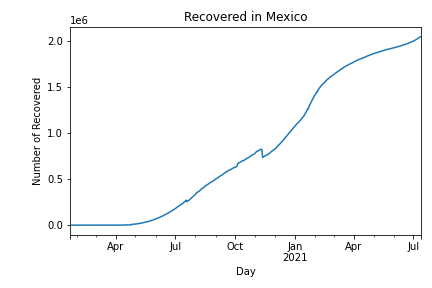 Recovered in Mexico
1e6
2.0
1.5
1.0
0.5
0.0
Number of Recovered
Apr
Jul
Oct
Jan
2021
Apr
Jul
Day